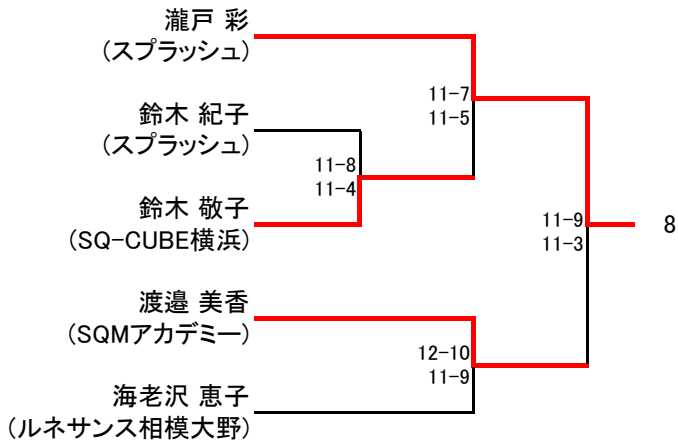 瀧戸 彩
(スプラッシュ)
鈴木 紀子
(スプラッシュ)
鈴木 敬子
(SQ-CUBE横浜)
渡邉 美香
(SQMアカデミー)
海老沢 恵子
(ルネサンス相模大野)
11-8
11-4
11-7
11-5
12-10
11-9
11-9
11-3
8